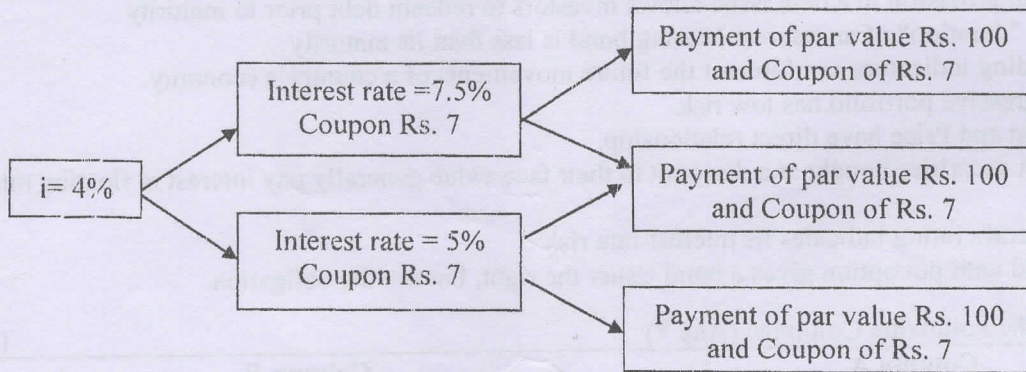 Payment of par value Rs. 100
and Coupon of Rs. 7
Interest rate =7.5%
Coupon Rs. 7
i= 4%
Payment of par value Rs. 100
and Coupon of Rs. 7
Interest rate = 5%
Coupon Rs. 7
Payment of par value Rs. 100
and Coupon of Rs. 7